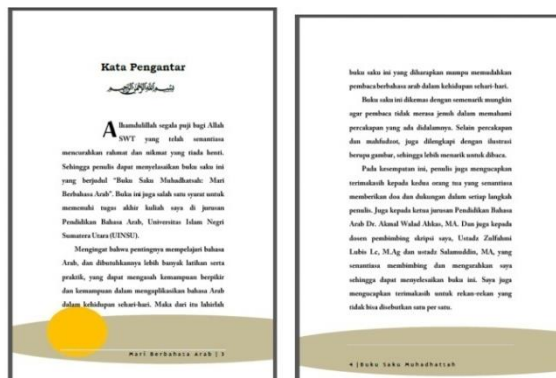 Kata Pengantar
بسم الله الرحمن الرحيم
Alhamdulillah segala puji bagi Allah
SWT yang telah senantiasa
mencurahkan rahmat dan nikmat yang tiada henti.
Sehingga penulis dapat menyelesaikan buku saku ini
yang berjudul "Buku Saku Muhadhatsah: Mari
Berbahasa Arab". Buku ini juga salah satu syarat untuk
memenuhi tugas akhir kuliah saya di jurusan
Pendidikan Bahasa Arab, Universitas Islam Negri
Sumatera Utara (UINSU).
Mengingat bahwa pentingnya mempelajari bahasa
Arab, dan dibutuhkannya lebih banyak latihan serta
praktik, yang dapat mengasah kemampuan berpikir
dan kemampuan dalam mengaplikasikan bahasa Arab
dalam kehidupan sehari-hari. Maka dari itu lahirlah
Mari Berbahasa Arab | 3
buku saku ini yang diharapkan mampu memudahkan
pembaca berbahasa arab dalam kehidupan sehari-hari.
Buku saku ini dikemas dengan semenarik mungkin
agar pembaca tidak merasa jenuh dalam memahami
percakapan yang ada didalamnya. Selain percakapan
dan mahfudzot, juga dilengkapi dengan ilustrasi
berupa gambar, sehingga lebih menarik untuk dibaca.
Pada kesempatan ini, penulis juga mengucapkan
terimakasih kepada kedua orang tua yang senantiasa
memberikan doa dan dukungan dalam setiap langkah
penulis. Juga kepada ketua jurusan Pendidikan Bahasa
Arab Dr. Akmal Walad Ahkas, MA. Dan juga kepada
dosen pembimbing skripsi saya, Ustadz Zulfahmi
Lubis Lc, M.Ag dan ustadz Salamuddin, MA, yang
senantiasa membimbing dan mengarahkan saya
sehingga dapat menyelesaikan buku ini. Saya juga
mengucapkan terimakasih untuk rekan-rekan yang
tidak bisa disebutkan satu per satu.
4 |Buku Saku Muhadhatsah